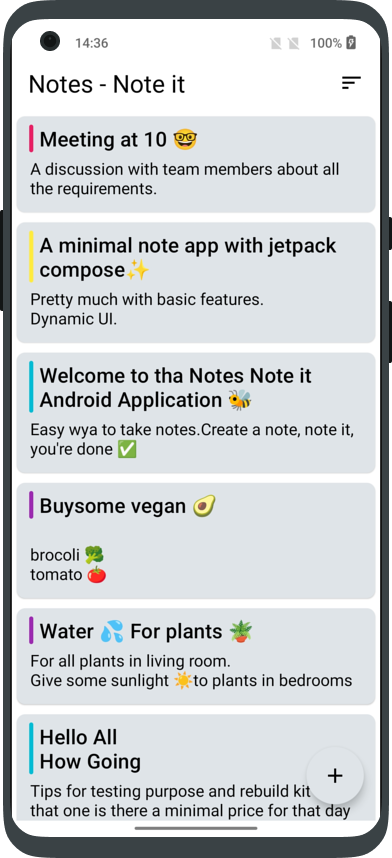 14:36
100%
Notes - Note it
Meeting at 10 🤓
A discussion with team members about all
the requirements.
A minimal note app with jetpack
compose✨
Pretty much with basic features.
Dynamic UI.
Welcome to tha Notes Note it
Android Application 🐝
Easy wya to take notes.Create a note, note it,
you're done ✅
Buysome vegan 🥑
brocoli 🥦
tomato 🍅
Water 💦 For plants 🪴
For all plants in living room.
Give some sunlight ☀️to plants in bedrooms
Hello All
How Going
Tips for testing purpose and rebuild kit
that one is there a minimal price for that day